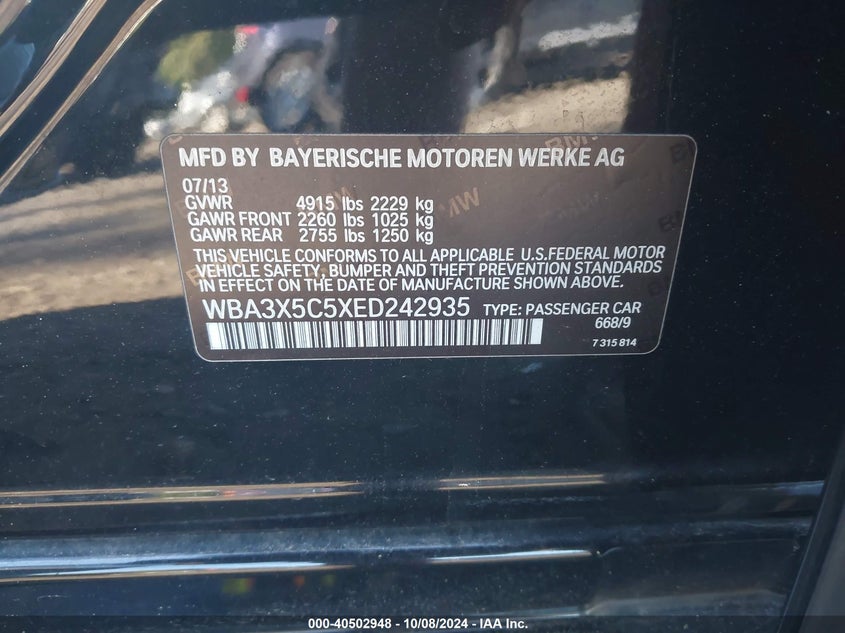 MFD BY BAYERISCHE MOTOREN WERKE AG
07/13
GVWR 4915 lbs 2229 kg
GAWR FRONT 2260 lbs 1025 kg
GAWR REAR 2755 lbs 1250 kg
THIS VEHICLE CONFORMS TO ALL APPLICABLE U.S.FEDERAL MOTOR
VEHICLE SAFETY, BUMPER AND THEFT PREVENTION STANDARDS
IN EFFECT ON THE DATE OF MANUFACTURE SHOWN ABOVE.
WBA3X5C5XED242935 TYPE: PASSENGER CAR
668/9
7 315 814
000-40502948 - 10/08/2024 - IAA Inc.